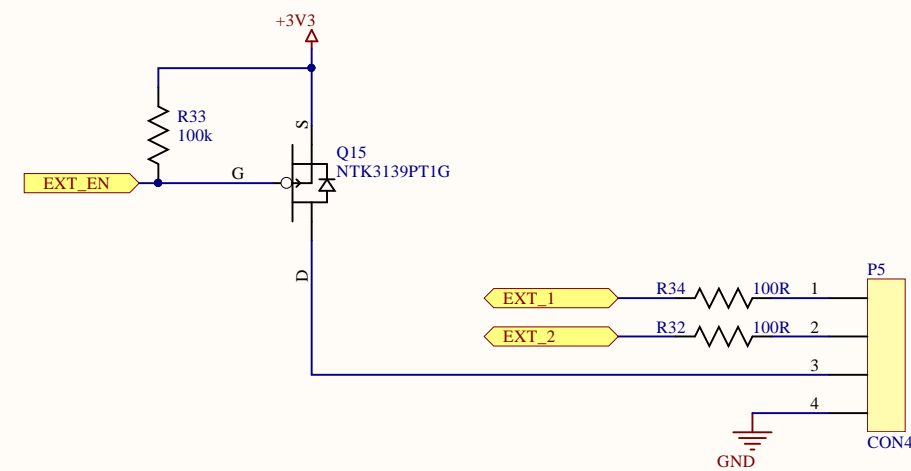 +3V3
R33
100k
S
Q15
NTK3139PT1G
G
EXT_EN
D
P5
EXT_1
R34
100R
1
EXT_2
R32
100R
2
3
4
CON4
GND